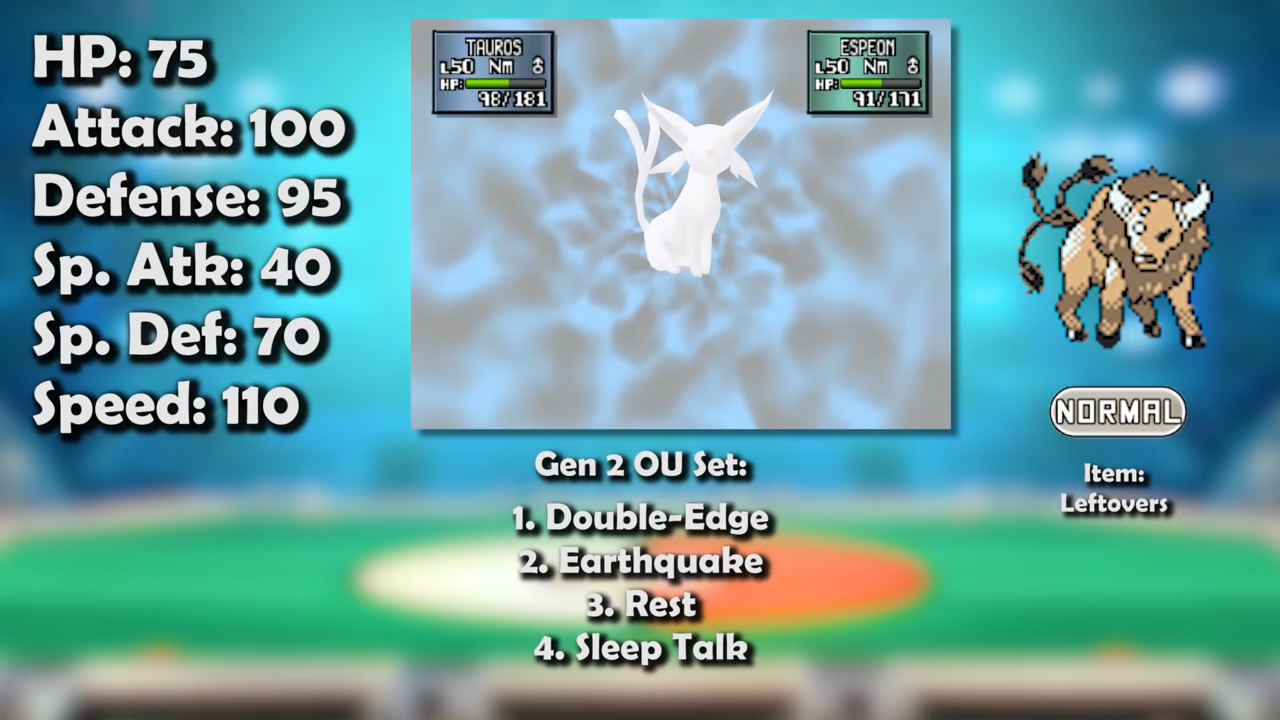 HP: 75
Attack: 100
Defense: 95
Sp. Atk: 40
Sp. Def: 70
Speed: 110
TAUROS
L50 Nm ♂
HP:
98/181
ESPEON
L50 Nm ♂
HP:
91/171
NORMAL
Item:
Leftovers
Gen 2 OU Set:
1. Double-Edge
2. Earthquake
3. Rest
4. Sleep Talk